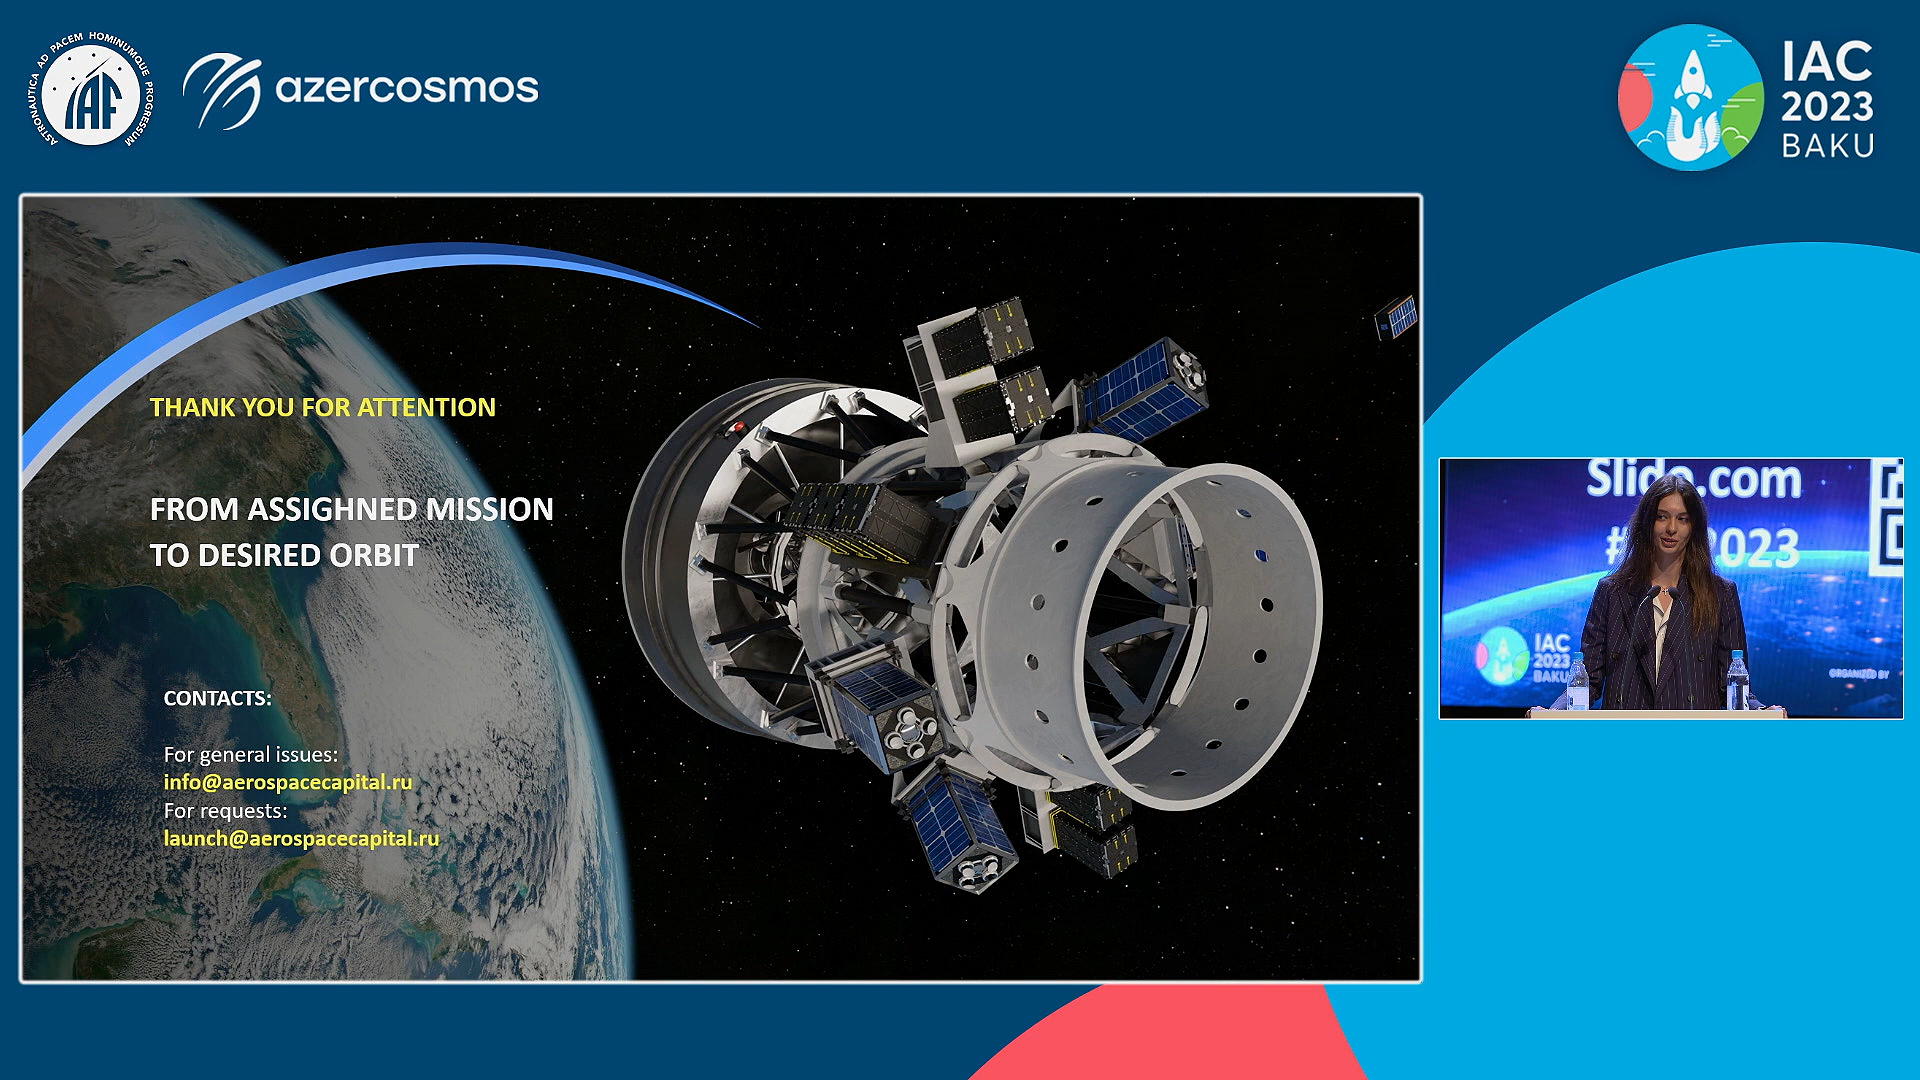 ASTRONAUTICA AD PACEM HOMINUMQUE PROGRESSUM
IAF
azercosmos
IAC
2023
BAKU
THANK YOU FOR ATTENTION
FROM ASSIGHNED MISSION
TO DESIRED ORBIT
CONTACTS:
For general issues:
info@aerospacecapital.ru
For requests:
launch@aerospacecapital.ru
.com
2023
IAC
2023
BAKU
ORGANIZED BY